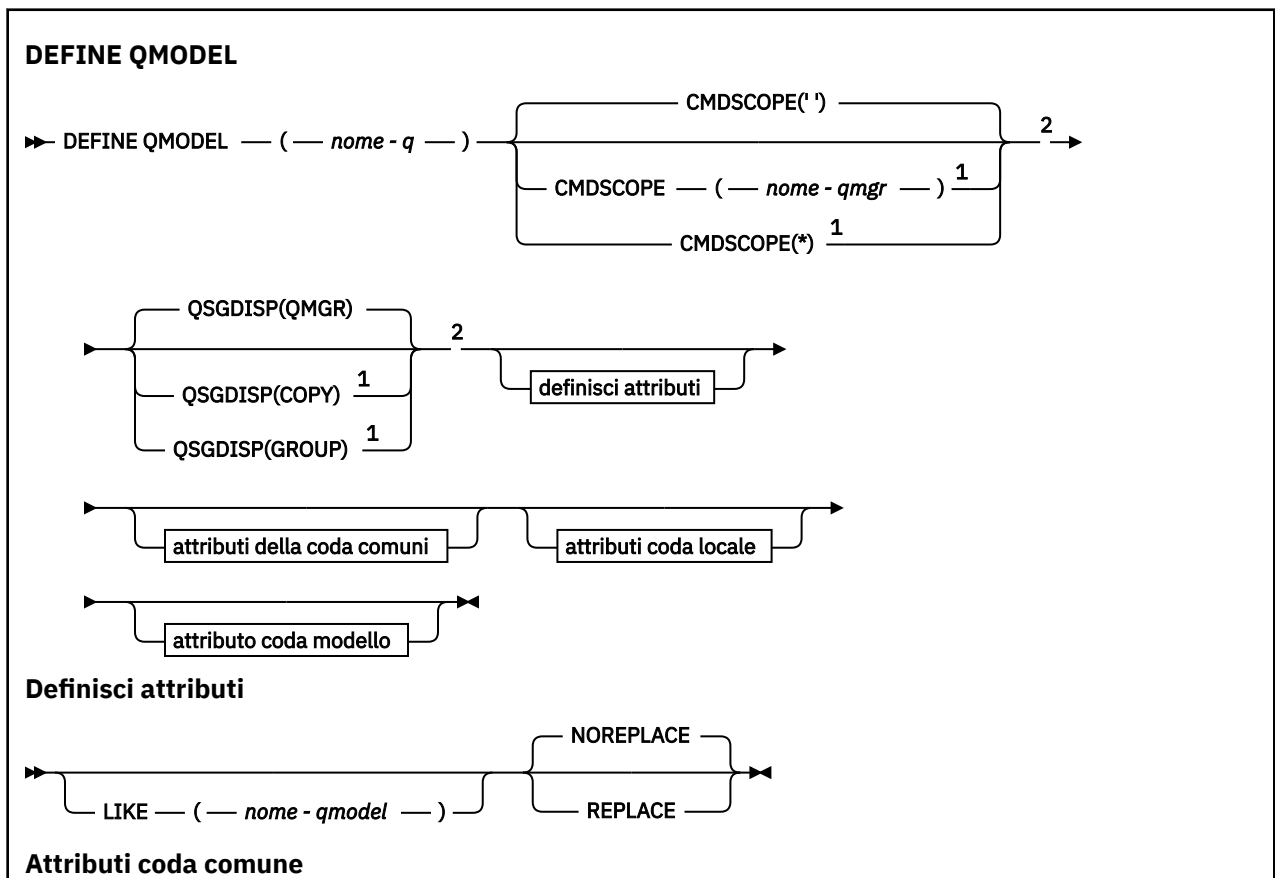 DEFINE QMODEL
CMDSCOPE(' ')
DEFINE QMODEL ( nome - q ) 2
CMDSCOPE ( nome - qmgr ) 1
CMDSCOPE(*) 1
QSGDISP(QMGR)
2
QSGDISP(COPY) 1
definisci attributi
QSGDISP(GROUP) 1
attributi della coda comuni attributi coda locale
attributo coda modello
Definisci attributi
NOREPLACE
LIKE ( nome - qmodel ) REPLACE
Attributi coda comune